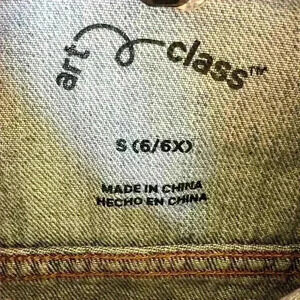 art class™
S (6/6X)
MADE IN CHINA
HECHO EN CHINA